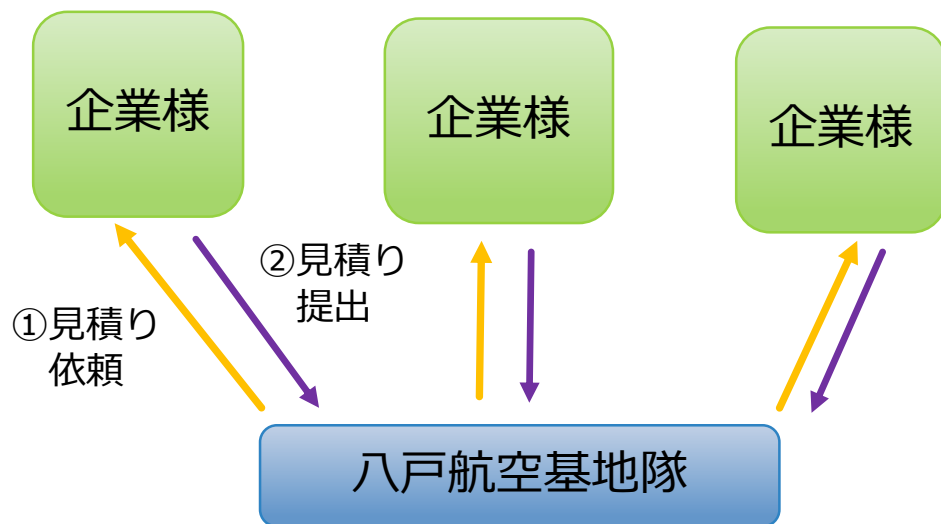 企業様
企業様
企業様
②見積り
提出
①見積り
依頼
八戸航空基地隊